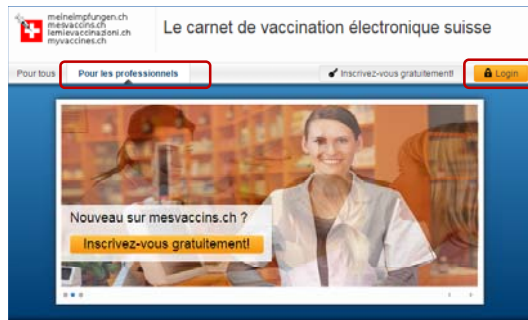 meineimpfungen.ch
mesvaccins.ch
lemievaccinazioni.ch
myvaccines.ch
Le carnet de vaccination électronique suisse
Pour tous
Pour les professionnels
Inscrivez-vous gratuitement!
Login
Nouveau sur mesvaccins.ch ?
Inscrivez-vous gratuitement!